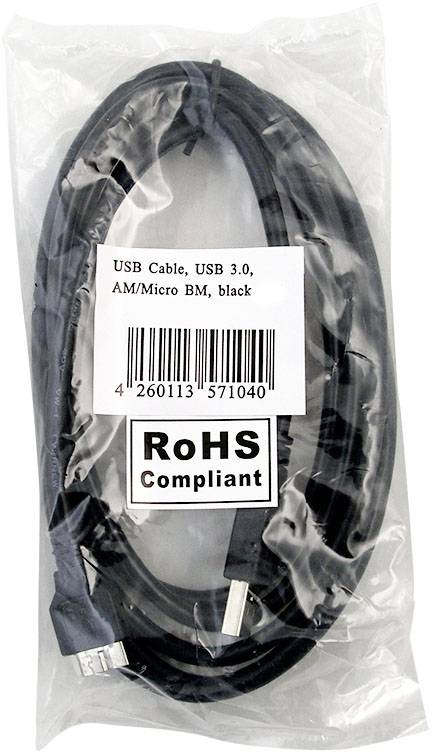 USB Cable, USB 3.0,
AM/Micro BM, black
4 260113 571040
RoHS
Compliant